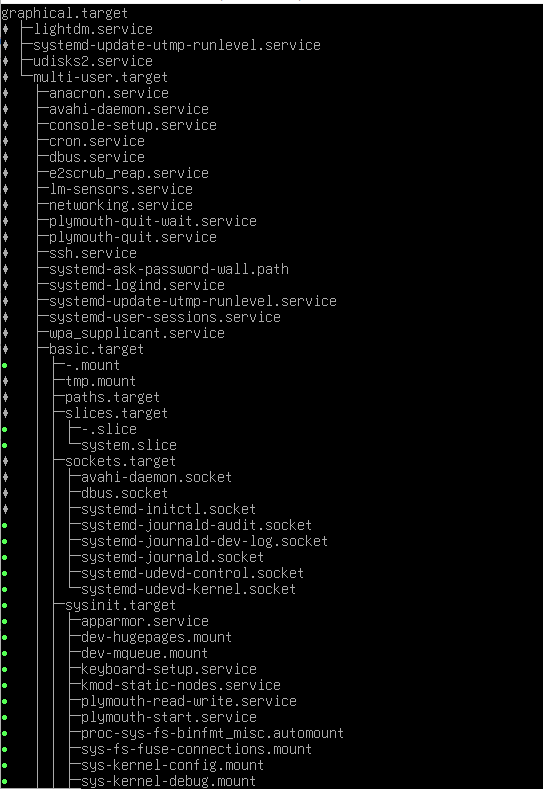 graphical.target
♦ ├─lightdm.service
♦ ├─systemd-update-utmp-runlevel.service
♦ ├─udisks2.service
♦ └─multi-user.target
♦   ├─anacron.service
♦   ├─avahi-daemon.service
♦   ├─console-setup.service
♦   ├─cron.service
♦   ├─dbus.service
♦   ├─e2scrub_reap.service
♦   ├─lm-sensors.service
♦   ├─networking.service
♦   ├─plymouth-quit-wait.service
♦   ├─plymouth-quit.service
♦   ├─ssh.service
♦   ├─systemd-ask-password-wall.path
♦   ├─systemd-logind.service
♦   ├─systemd-update-utmp-runlevel.service
♦   ├─systemd-user-sessions.service
♦   ├─wpa_supplicant.service
♦   ├─basic.target
●   │ ├─-.mount
♦   │ ├─tmp.mount
♦   │ ├─paths.target
♦   │ ├─slices.target
●   │ │ ├─-.slice
●   │ │ └─system.slice
♦   │ ├─sockets.target
♦   │ │ ├─avahi-daemon.socket
♦   │ │ ├─dbus.socket
♦   │ │ ├─systemd-initctl.socket
●   │ │ ├─systemd-journald-audit.socket
●   │ │ ├─systemd-journald-dev-log.socket
●   │ │ ├─systemd-journald.socket
●   │ │ ├─systemd-udevd-control.socket
●   │ │ └─systemd-udevd-kernel.socket
●   │ ├─sysinit.target
●   │ │ ├─apparmor.service
●   │ │ ├─dev-hugepages.mount
●   │ │ ├─dev-mqueue.mount
●   │ │ ├─keyboard-setup.service
●   │ │ ├─kmod-static-nodes.service
●   │ │ ├─plymouth-read-write.service
●   │ │ ├─plymouth-start.service
●   │ │ ├─proc-sys-fs-binfmt_misc.automount
●   │ │ ├─sys-fs-fuse-connections.mount
●   │ │ ├─sys-kernel-config.mount
●   │ │ ├─sys-kernel-debug.mount